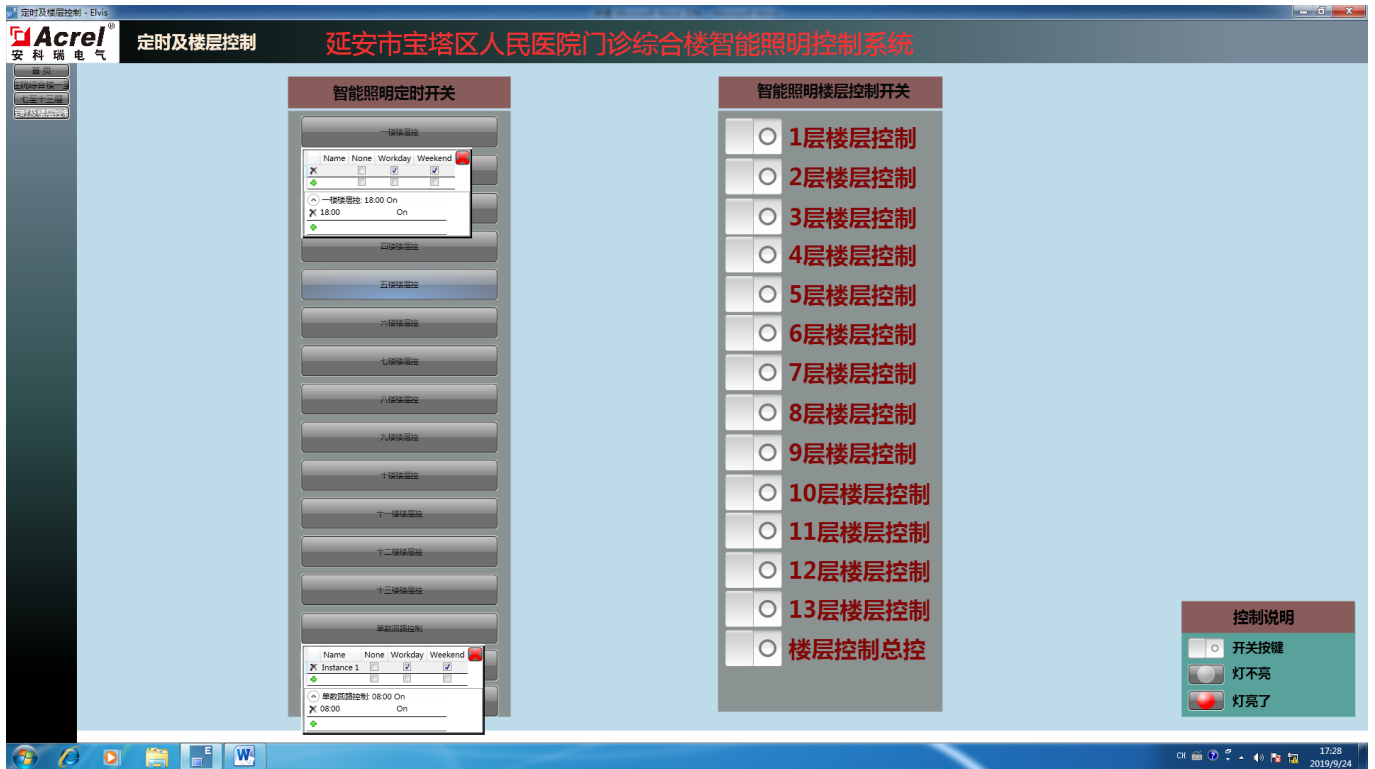 定时及楼层控制 - Elvis
Acrel®
安科瑞电气
定时及楼层控制
延安市宝塔区人民医院门诊综合楼智能照明控制系统
首 页
七至十三层
定时及楼层控制
智能照明定时开关
一楼楼层控
Name None Workday Weekend
一楼楼层控: 18:00 On
18:00 On
四楼楼层控
五楼楼层控
六楼楼层控
七楼楼层控
八楼楼层控
九楼楼层控
十楼楼层控
十一楼楼层控
十二楼楼层控
十三楼楼层控
单数回路控制
Name None Workday Weekend
Instance 1
单数回路控制: 08:00 On
08:00 On
智能照明楼层控制开关
1层楼层控制
2层楼层控制
3层楼层控制
4层楼层控制
5层楼层控制
6层楼层控制
7层楼层控制
8层楼层控制
9层楼层控制
10层楼层控制
11层楼层控制
12层楼层控制
13层楼层控制
楼层控制总控
控制说明
开关按键
灯不亮
灯亮了
CH
17:28
2019/9/24